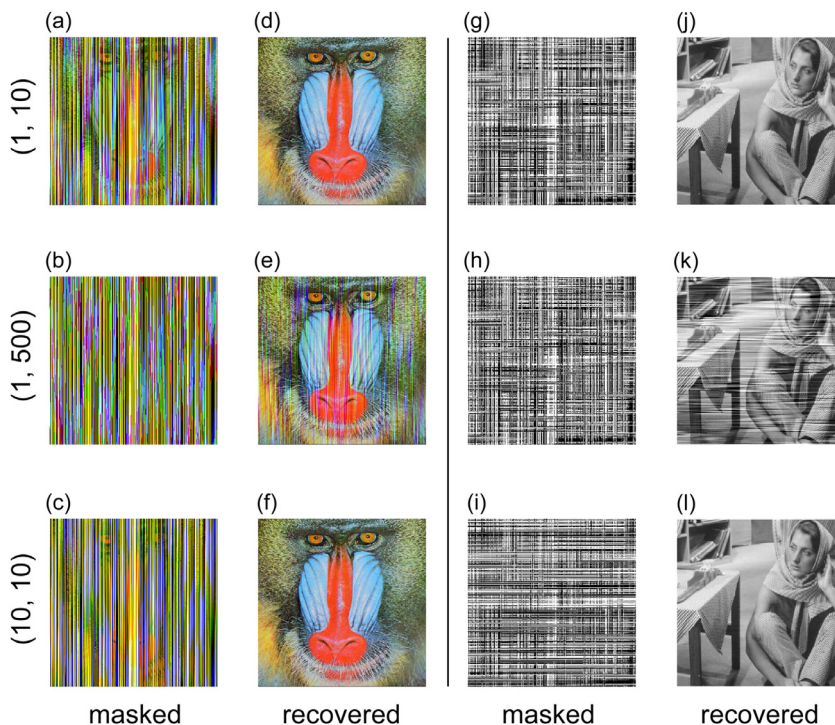 (a) (d) (g) (j)
(1, 10)
(b) (e) (h) (k)
(1, 500)
(c) (f) (i) (l)
(10, 10)
masked recovered masked recovered